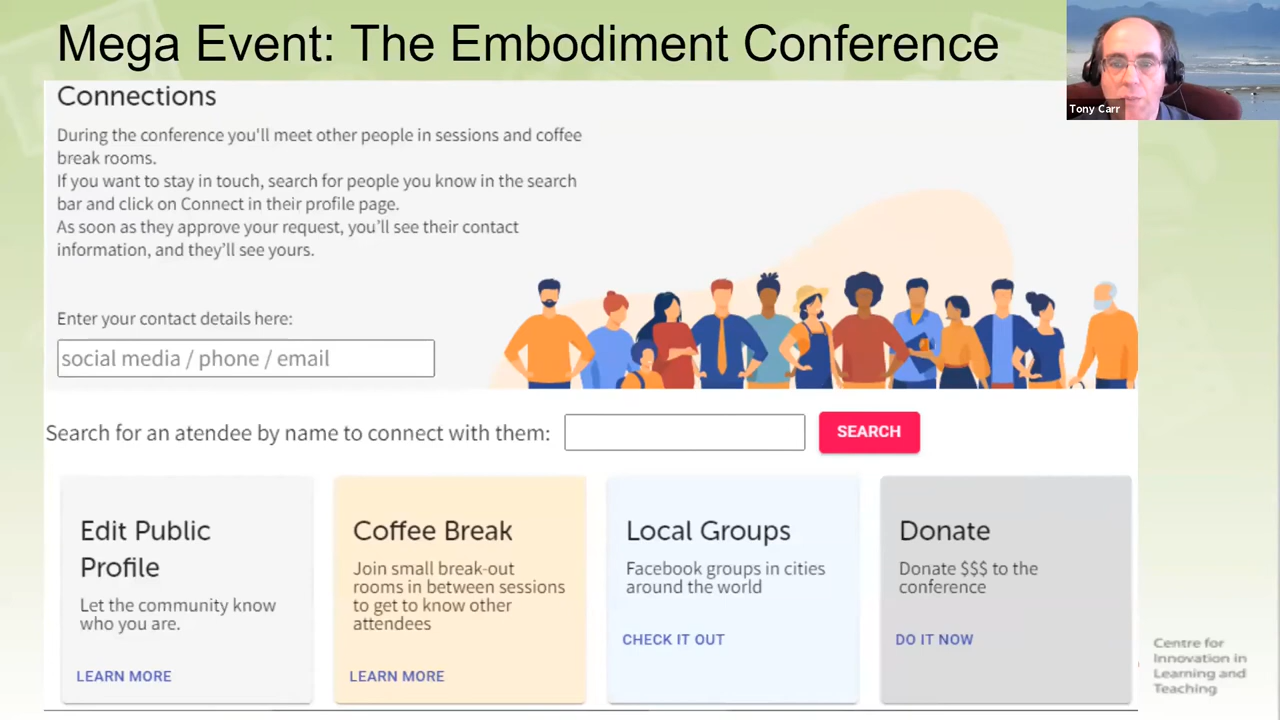 Mega Event: The Embodiment Conference
Tony Carr
Connections
During the conference you'll meet other people in sessions and coffee
break rooms.
If you want to stay in touch, search for people you know in the search
bar and click on Connect in their profile page.
As soon as they approve your request, you'll see their contact
information, and they'll see yours.
Enter your contact details here:
social media / phone / email
Search for an atendee by name to connect with them:
SEARCH
Edit Public
Profile
Let the community know
who you are.
LEARN MORE
Coffee Break
Join small break-out
rooms in between sessions
to get to know other
attendees
LEARN MORE
Local Groups
Facebook groups in cities
around the world
CHECK IT OUT
Donate
Donate $$$ to the
conference
DO IT NOW
Centre for
Innovation in
Learning and
Teaching